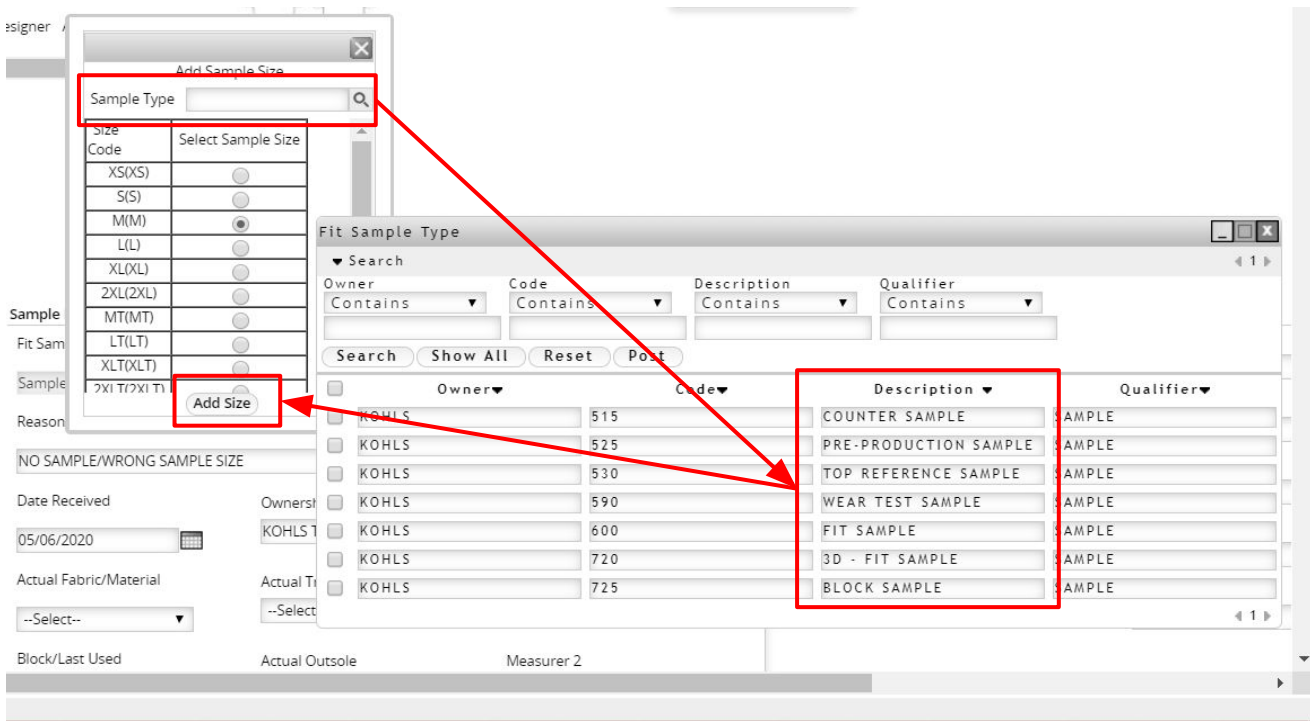 esigner
Add Sample Size
Sample Type
Size Code Select Sample Size
XS(XS)
S(S)
M(M)
L(L)
XL(XL)
2XL(2XL)
MT(MT)
LT(LT)
XLT(XLT)
2XLT(2XLT)
Add Size
Fit Sample Type
Search
1
Owner Code Description Qualifier
Contains Contains Contains Contains
Search Show All Reset Post
Owner Code Description Qualifier
KOHLS 515 COUNTER SAMPLE SAMPLE
KOHLS 525 PRE-PRODUCTION SAMPLE SAMPLE
KOHLS 530 TOP REFERENCE SAMPLE SAMPLE
KOHLS 590 WEAR TEST SAMPLE SAMPLE
KOHLS 600 FIT SAMPLE SAMPLE
KOHLS 720 3D - FIT SAMPLE SAMPLE
KOHLS 725 BLOCK SAMPLE SAMPLE
1
Sample
Fit Sam
Sample
Reason
NO SAMPLE/WRONG SAMPLE SIZE
Date Received Ownersh
05/06/2020 KOHLS T
Actual Fabric/Material Actual Tr
--Select-- --Select
Block/Last Used Actual Outsole Measurer 2